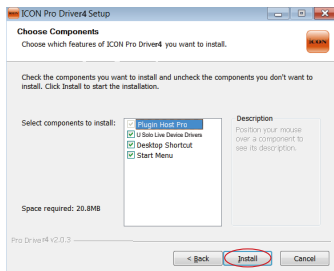 ICON Pro Driver4 Setup
Choose Components
Choose which features of ICON Pro Driver4 you want to install.
ICON
Check the components you want to install and uncheck the components you don't want to
install. Click Install to start the installation.
Select components to install:
Plugin Host Pro
U Solo Live Device Drivers
Desktop Shortcut
Start Menu
Description
Position your mouse
over a component to
see its description.
Space required: 20.8MB
Pro Driver4 v2.0.3
< Back
Install
Cancel